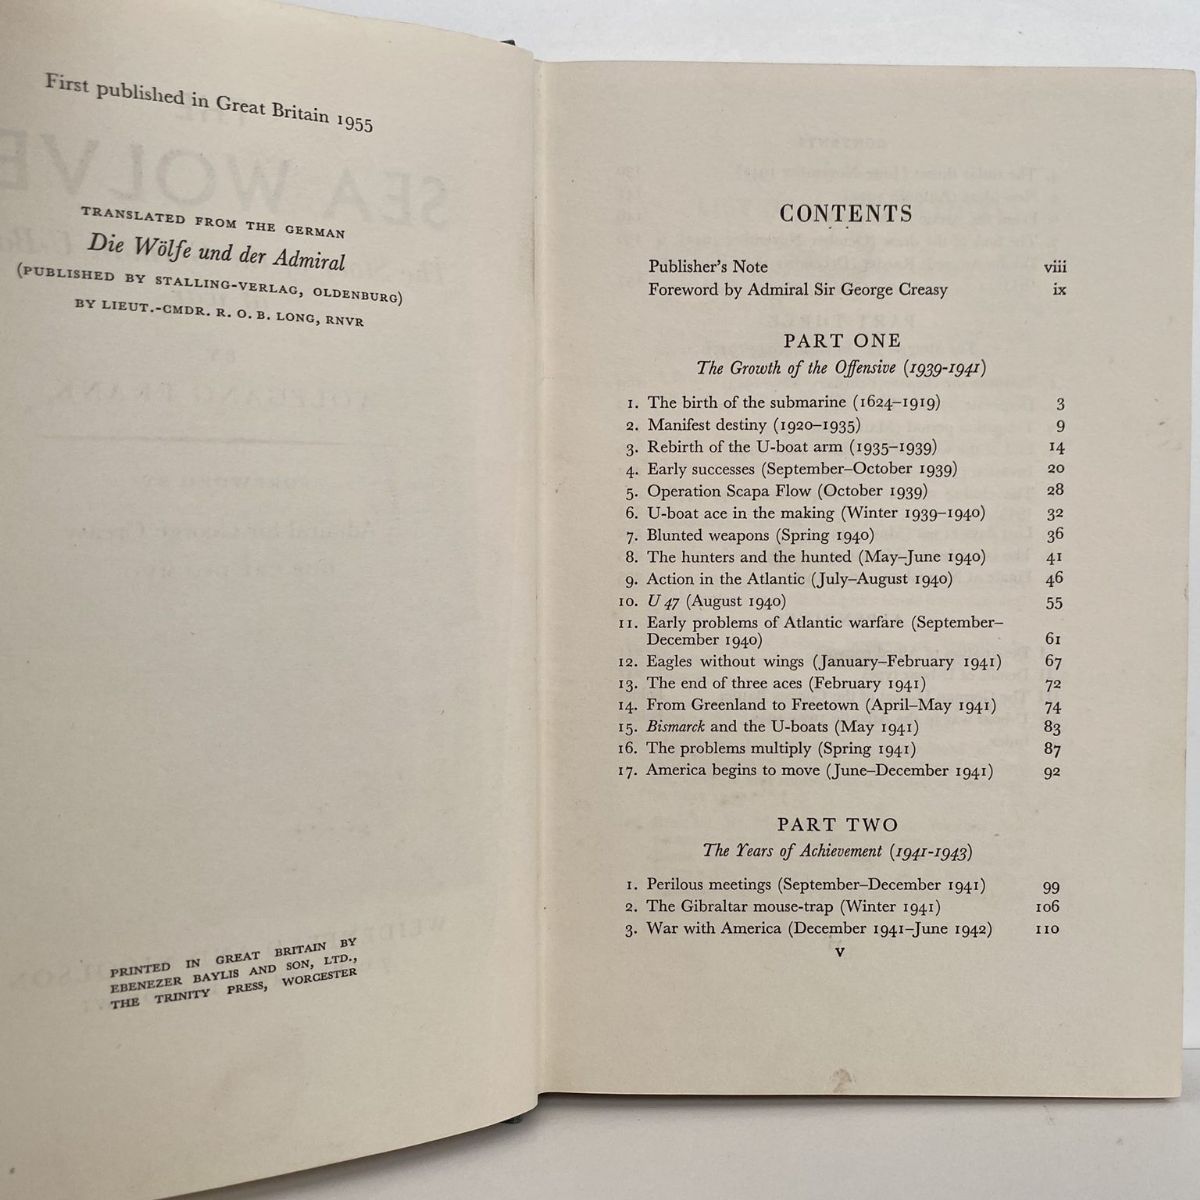 First published in Great Britain 1955
TRANSLATED FROM THE GERMAN
Die Wölfe und der Admiral
(PUBLISHED BY STALLING-VERLAG, OLDENBURG)
BY LIEUT.-CMDR. R. O. B. LONG, RNVR
PRINTED IN GREAT BRITAIN BY
EBENEZER BAYLIS AND SON, LTD.,
THE TRINITY PRESS, WORCESTER
CONTENTS
Publisher's Note viii
Foreword by Admiral Sir George Creasy ix
PART ONE
The Growth of the Offensive (1939-1941)
1. The birth of the submarine (1624–1919) 3
2. Manifest destiny (1920–1935) 9
3. Rebirth of the U-boat arm (1935–1939) 14
4. Early successes (September–October 1939) 20
5. Operation Scapa Flow (October 1939) 28
6. U-boat ace in the making (Winter 1939–1940) 32
7. Blunted weapons (Spring 1940) 36
8. The hunters and the hunted (May–June 1940) 41
9. Action in the Atlantic (July–August 1940) 46
10. U 47 (August 1940) 55
11. Early problems of Atlantic warfare (September–
December 1940) 61
12. Eagles without wings (January–February 1941) 67
13. The end of three aces (February 1941) 72
14. From Greenland to Freetown (April–May 1941) 74
15. Bismarck and the U-boats (May 1941) 83
16. The problems multiply (Spring 1941) 87
17. America begins to move (June–December 1941) 92
PART TWO
The Years of Achievement (1941-1943)
1. Perilous meetings (September–December 1941) 99
2. The Gibraltar mouse-trap (Winter 1941) 106
3. War with America (December 1941–June 1942) 110
v